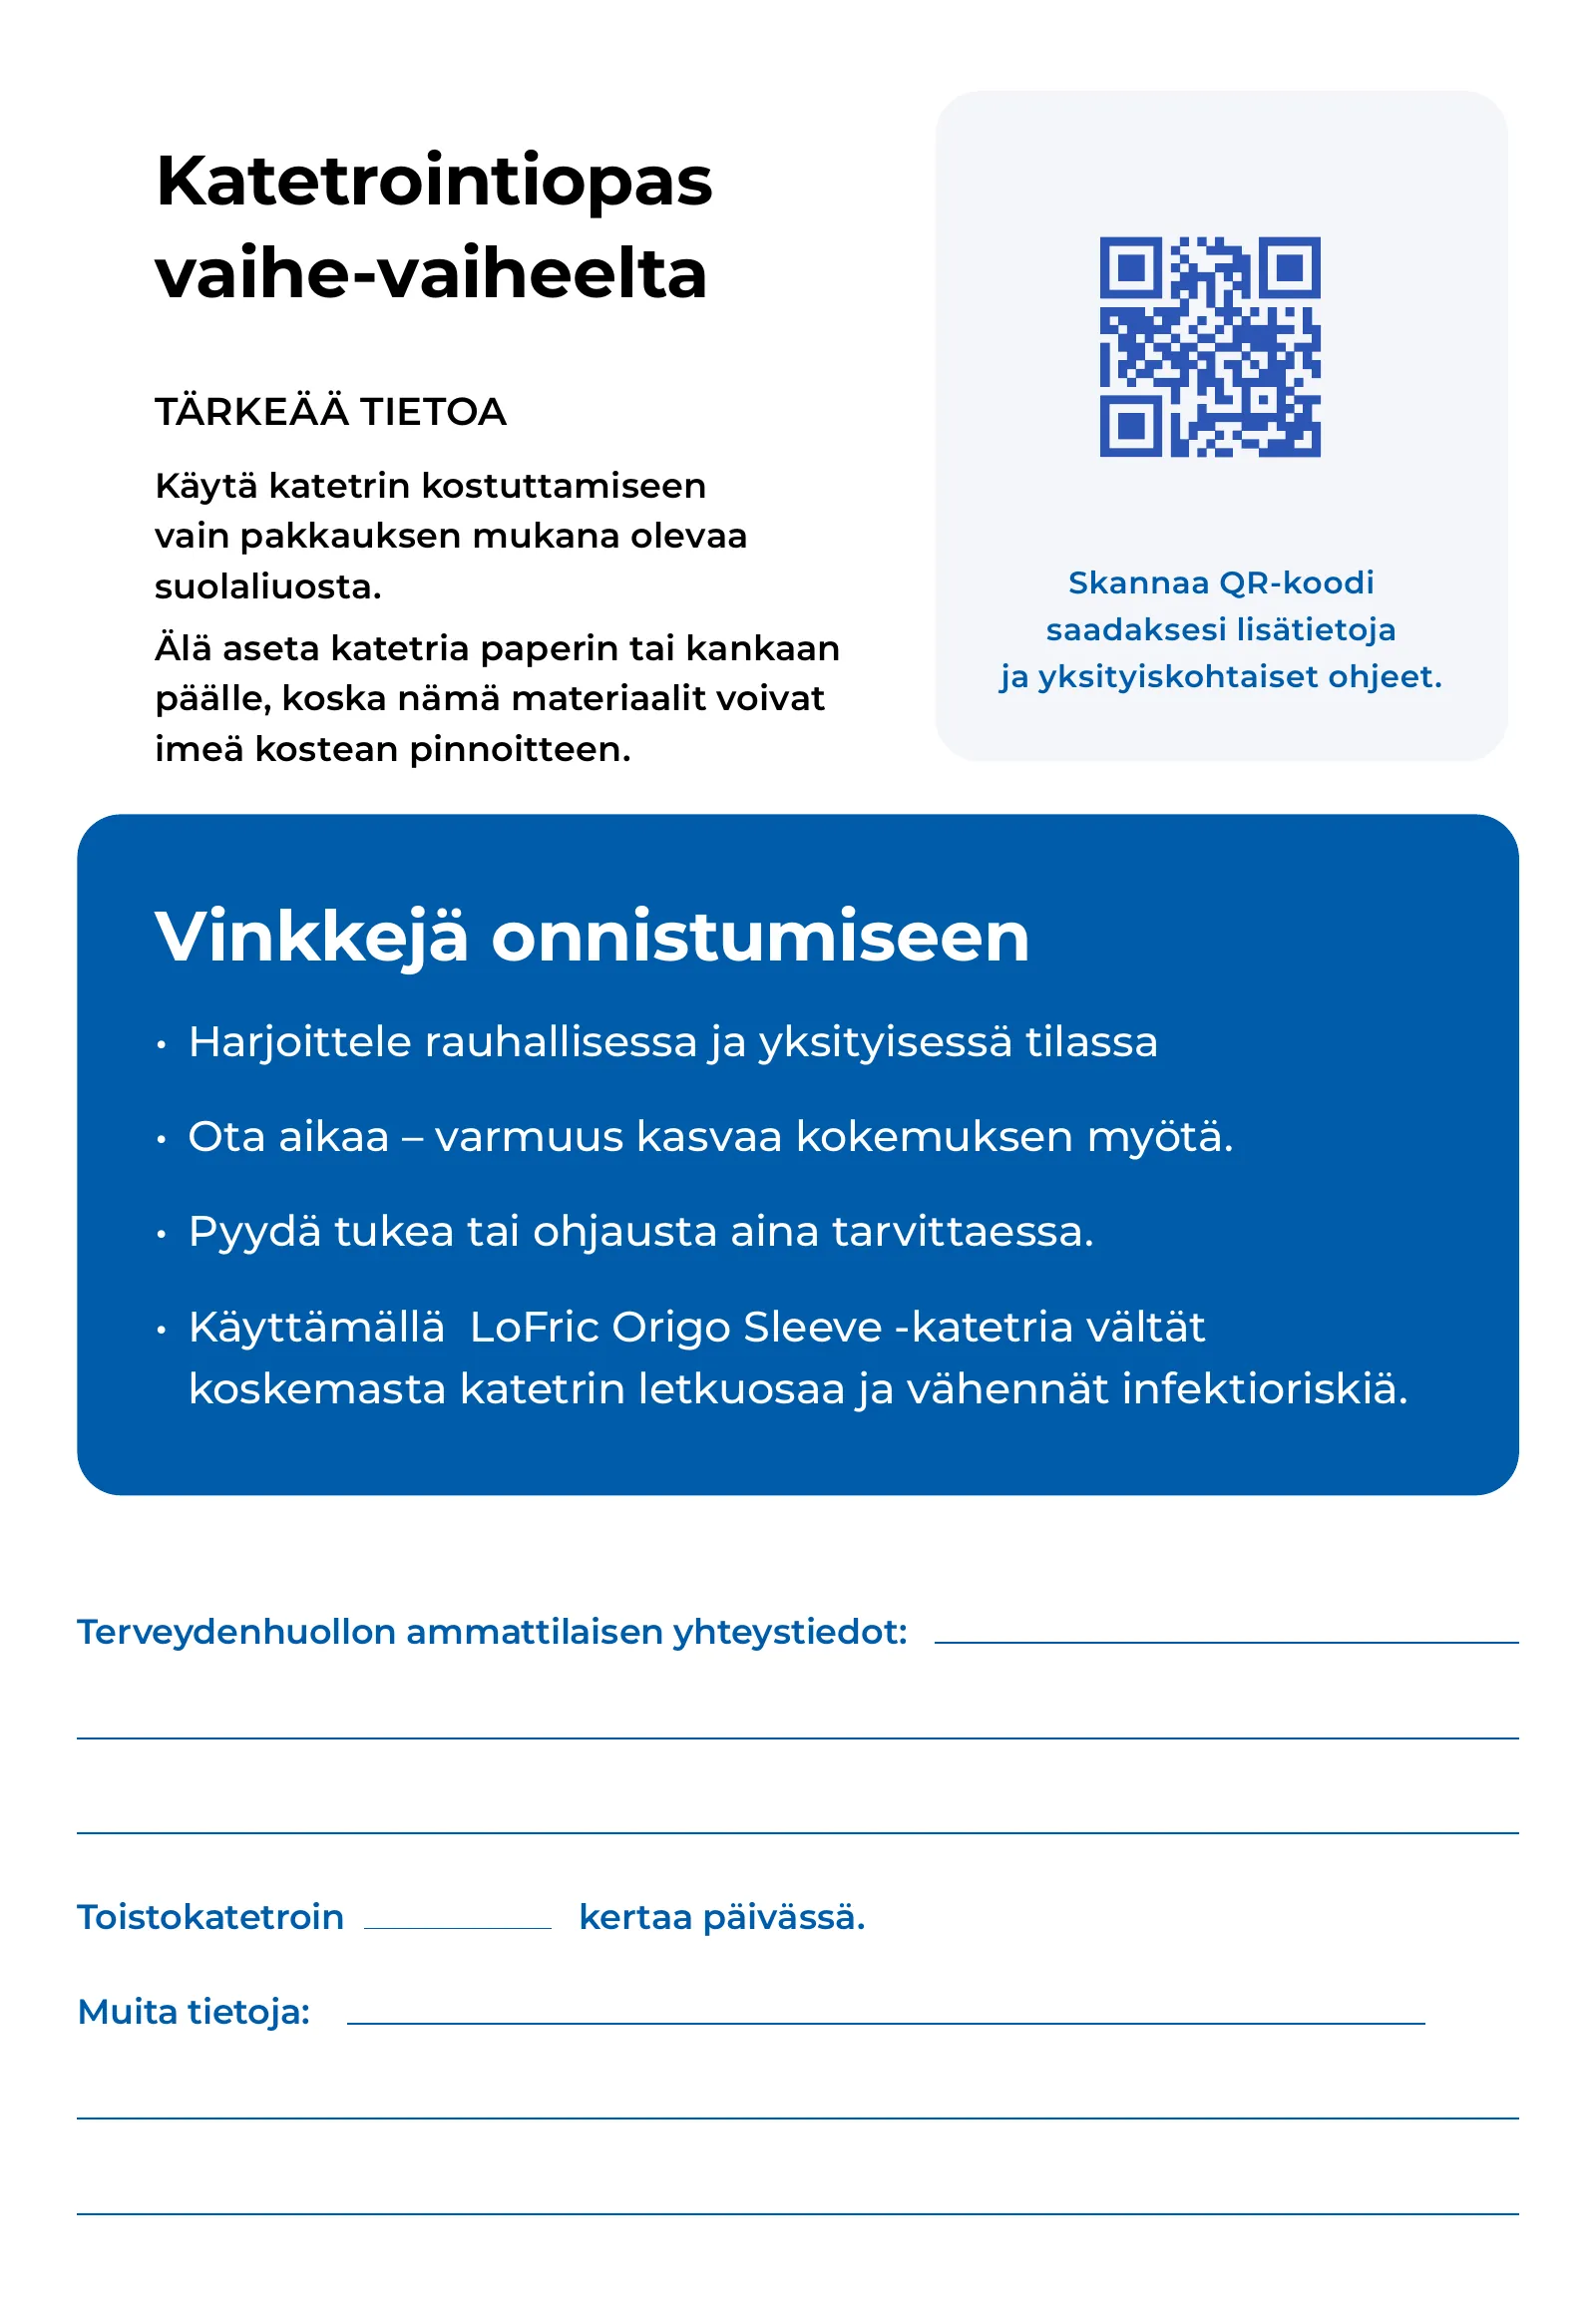 Katetrointiopas
vaihe-vaiheelta
TÄRKEÄÄ TIETOA
Käytä katetrin kostuttamiseen
vain pakkauksen mukana olevaa
suolaliuosta.
Älä aseta katetria paperin tai kankaan
päälle, koska nämä materiaalit voivat
imeä kostean pinnoitteen.
Skannaa QR-koodi
saadaksesi lisätietoja
ja yksityiskohtaiset ohjeet.
Vinkkejä onnistumiseen
• Harjoittele rauhallisessa ja yksityisessä tilassa
• Ota aikaa – varmuus kasvaa kokemuksen myötä.
• Pyydä tukea tai ohjausta aina tarvittaessa.
• Käyttämällä  LoFric Origo Sleeve -katetria vältät
koskemasta katetrin letkuosaa ja vähennät infektioriskiä.
Terveydenhuollon ammattilaisen yhteystiedot:
Toistokatetroin kertaa päivässä.
Muita tietoja: